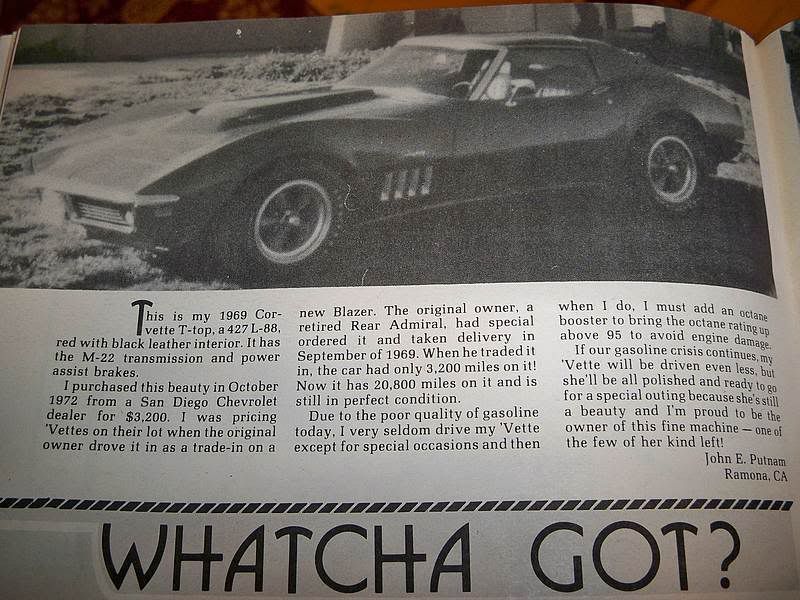 This is my 1969 Cor-
vette T-top, a 427 L-88,
red with black leather interior. It has
the M-22 transmission and power
assist brakes.
I purchased this beauty in October
1972 from a San Diego Chevrolet
dealer for $3,200. I was pricing
'Vettes on their lot when the original
owner drove it in as a trade-in on a
new Blazer. The original owner, a
retired Rear Admiral, had special
ordered it and taken delivery in
September of 1969. When he traded it
in, the car had only 3,200 miles on it!
Now it has 20,800 miles on it and is
still in perfect condition.
Due to the poor quality of gasoline
today, I very seldom drive my 'Vette
except for special occasions and then
when I do, I must add an octane
booster to bring the octane rating up
above 95 to avoid engine damage.
If our gasoline crisis continues, my
'Vette will be driven even less, but
she'll be all polished and ready to go
for a special outing because she's still
a beauty and I'm proud to be the
owner of this fine machine — one of
the few of her kind left!
John E. Putnam
Ramona, CA
WHATCHA GOT?